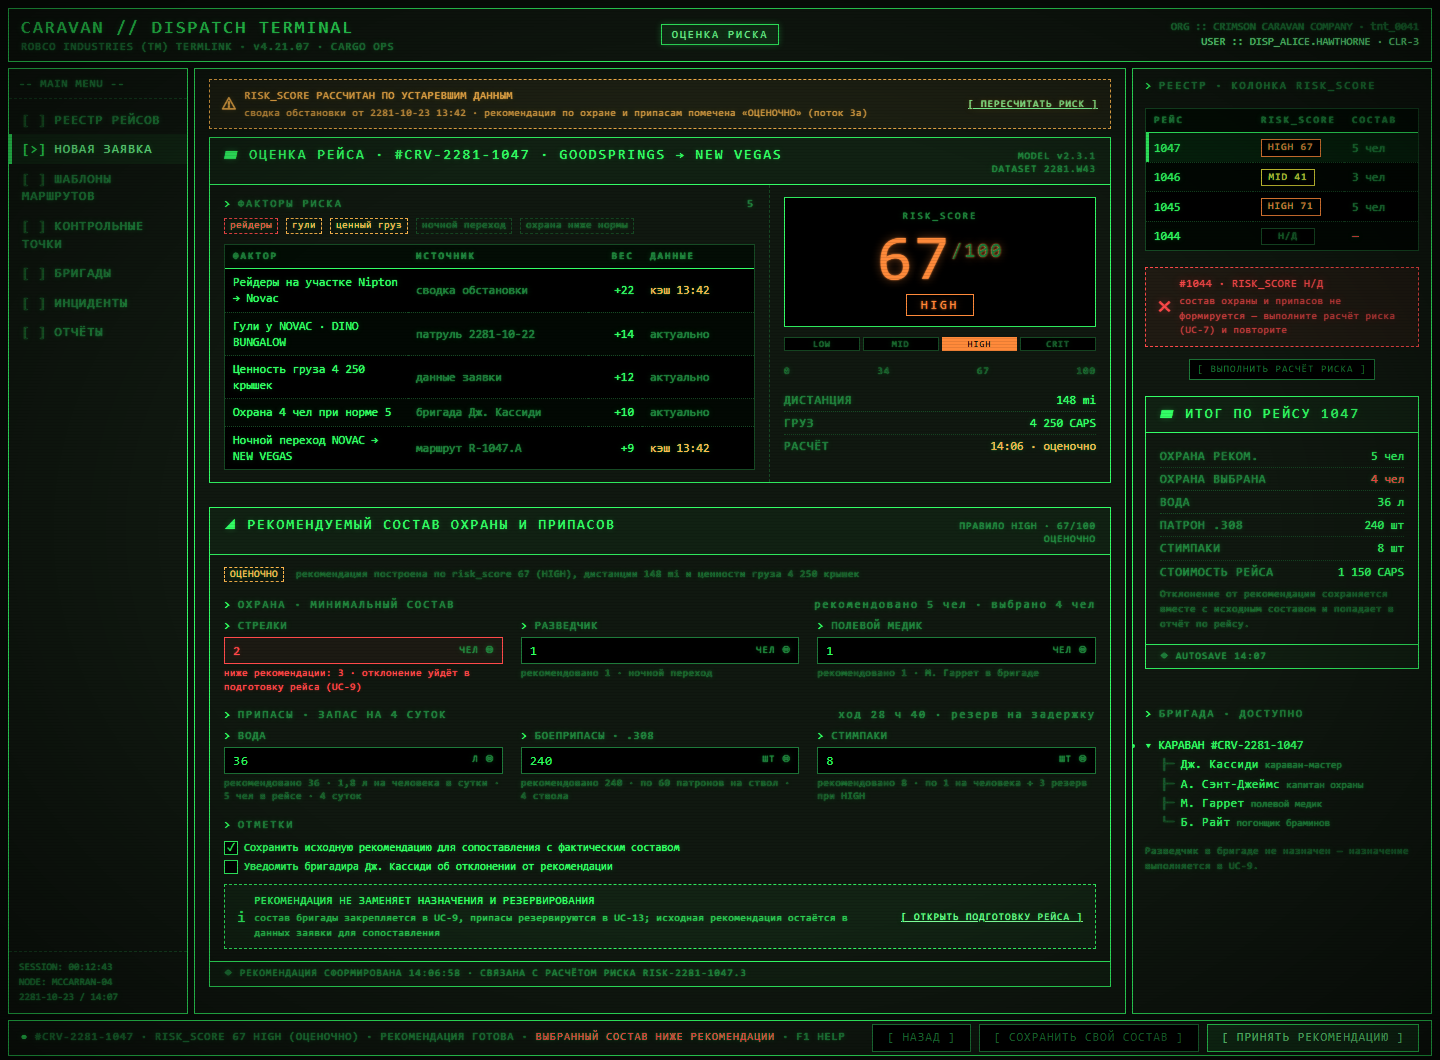 CARAVAN // DISPATCH TERMINAL
ROBCO INDUSTRIES (TM) TERMLINK · v4.21.07 · CARGO OPS
ОЦЕНКА РИСКА
ORG :: CRIMSON CARAVAN COMPANY · tnt_0041
USER :: DISP_ALICE.HAWTHORNE · CLR-3
-- MAIN MENU --
[ ] РЕЕСТР РЕЙСОВ
[>] НОВАЯ ЗАЯВКА
[ ] ШАБЛОНЫ
МАРШРУТОВ
[ ] КОНТРОЛЬНЫЕ
ТОЧКИ
[ ] БРИГАДЫ
[ ] ИНЦИДЕНТЫ
[ ] ОТЧЁТЫ
SESSION: 00:12:43
NODE: MCCARRAN-04
2281-10-23 / 14:07
RISK_SCORE РАССЧИТАН ПО УСТАРЕВШИМ ДАННЫМ
сводка обстановки от 2281-10-23 13:42 · рекомендация по охране и припасам помечена «ОЦЕНОЧНО» (поток 3а)
[ ПЕРЕСЧИТАТЬ РИСК ]
ОЦЕНКА РЕЙСА · #CRV-2281-1047 · GOODSPRINGS → NEW VEGAS
MODEL v2.3.1
DATASET 2281.W43
> ФАКТОРЫ РИСКА 5
рейдеры гули ценный груз ночной переход охрана ниже нормы
ФАКТОР ИСТОЧНИК ВЕС ДАННЫЕ
Рейдеры на участке Nipton
→ Novac сводка обстановки +22 кэш 13:42
Гули у NOVAC · DINO
BUNGALOW патруль 2281-10-22 +14 актуально
Ценность груза 4 250
крышек данные заявки +12 актуально
Охрана 4 чел при норме 5 бригада Дж. Кассиди +10 актуально
Ночной переход NOVAC →
NEW VEGAS маршрут R-1047.A +9 кэш 13:42
RISK_SCORE
67/100
HIGH
LOW MID HIGH CRIT
0 34 67 100
ДИСТАНЦИЯ 148 mi
ГРУЗ 4 250 CAPS
РАСЧЁТ 14:06 · оценочно
РЕКОМЕНДУЕМЫЙ СОСТАВ ОХРАНЫ И ПРИПАСОВ
ПРАВИЛО HIGH · 67/100
ОЦЕНОЧНО
ОЦЕНОЧНО рекомендация построена по risk_score 67 (HIGH), дистанции 148 mi и ценности груза 4 250 крышек
> ОХРАНА · МИНИМАЛЬНЫЙ СОСТАВ рекомендовано 5 чел · выбрано 4 чел
> СТРЕЛКИ
2 ЧЕЛ
ниже рекомендации: 3 · отклонение уйдёт в
подготовку рейса (UC-9)
> РАЗВЕДЧИК
1 ЧЕЛ
рекомендовано 1 · ночной переход
> ПОЛЕВОЙ МЕДИК
1 ЧЕЛ
рекомендовано 1 · М. Гаррет в бригаде
> ПРИПАСЫ · ЗАПАС НА 4 СУТОК ход 28 ч 40 · резерв на задержку
> ВОДА
36 Л
рекомендовано 36 · 1,8 л на человека в сутки ·
5 чел в рейсе · 4 суток
> БОЕПРИПАСЫ · .308
240 ШТ
рекомендовано 240 · по 60 патронов на ствол ·
4 ствола
> СТИМПАКИ
8 ШТ
рекомендовано 8 · по 1 на человека + 3 резерв
при HIGH
> ОТМЕТКИ
Сохранить исходную рекомендацию для сопоставления с фактическим составом
Уведомить бригадира Дж. Кассиди об отклонении от рекомендации
РЕКОМЕНДАЦИЯ НЕ ЗАМЕНЯЕТ НАЗНАЧЕНИЯ И РЕЗЕРВИРОВАНИЯ
состав бригады закрепляется в UC-9, припасы резервируются в UC-13; исходная рекомендация остаётся в
данных заявки для сопоставления
[ ОТКРЫТЬ ПОДГОТОВКУ РЕЙСА ]
РЕКОМЕНДАЦИЯ СФОРМИРОВАНА 14:06:58 · СВЯЗАНА С РАСЧЁТОМ РИСКА RISK-2281-1047.3
> РЕЕСТР · КОЛОНКА RISK_SCORE
РЕЙС RISK_SCORE СОСТАВ
1047 HIGH 67 5 чел
1046 MID 41 3 чел
1045 HIGH 71 5 чел
1044 Н/Д —
#1044 · RISK_SCORE Н/Д
состав охраны и припасов не
формируется — выполните расчёт риска
(UC-7) и повторите
[ ВЫПОЛНИТЬ РАСЧЁТ РИСКА ]
ИТОГ ПО РЕЙСУ 1047
ОХРАНА РЕКОМ. 5 чел
ОХРАНА ВЫБРАНА 4 чел
ВОДА 36 л
ПАТРОН .308 240 шт
СТИМПАКИ 8 шт
СТОИМОСТЬ РЕЙСА 1 150 CAPS
Отклонение от рекомендации сохраняется
вместе с исходным составом и попадает в
отчёт по рейсу.
AUTOSAVE 14:07
> БРИГАДА · ДОСТУПНО
▾ КАРАВАН #CRV-2281-1047
├─ Дж. Кассиди караван-мастер
├─ А. Сэнт-Джеймс капитан охраны
├─ М. Гаррет полевой медик
└─ Б. Райт погонщик браминов
Разведчик в бригаде не назначен — назначение
выполняется в UC-9.
#CRV-2281-1047 · RISK_SCORE 67 HIGH (ОЦЕНОЧНО) · РЕКОМЕНДАЦИЯ ГОТОВА · ВЫБРАННЫЙ СОСТАВ НИЖЕ РЕКОМЕНДАЦИИ · F1 HELP
[ НАЗАД ] [ СОХРАНИТЬ СВОЙ СОСТАВ ] [ ПРИНЯТЬ РЕКОМЕНДАЦИЮ ]